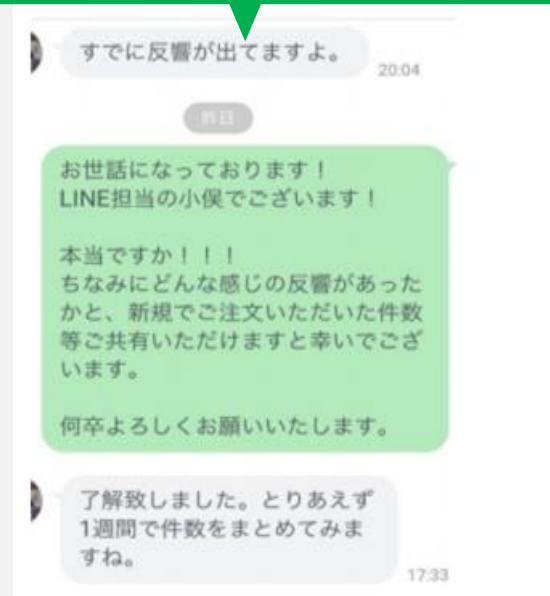 すでに反響が出てますよ。
20:04
昨日
お世話になっております！
LINE担当の小俣でございます！
本当ですか！！！
ちなみにどんな感じの反響があった
かと、新規でご注文いただいた件数
等ご共有いただけますと幸いでござ
います。
何卒よろしくお願いいたします。
了解致しました。とりあえず
1週間で件数をまとめてみま
すね。
17:33